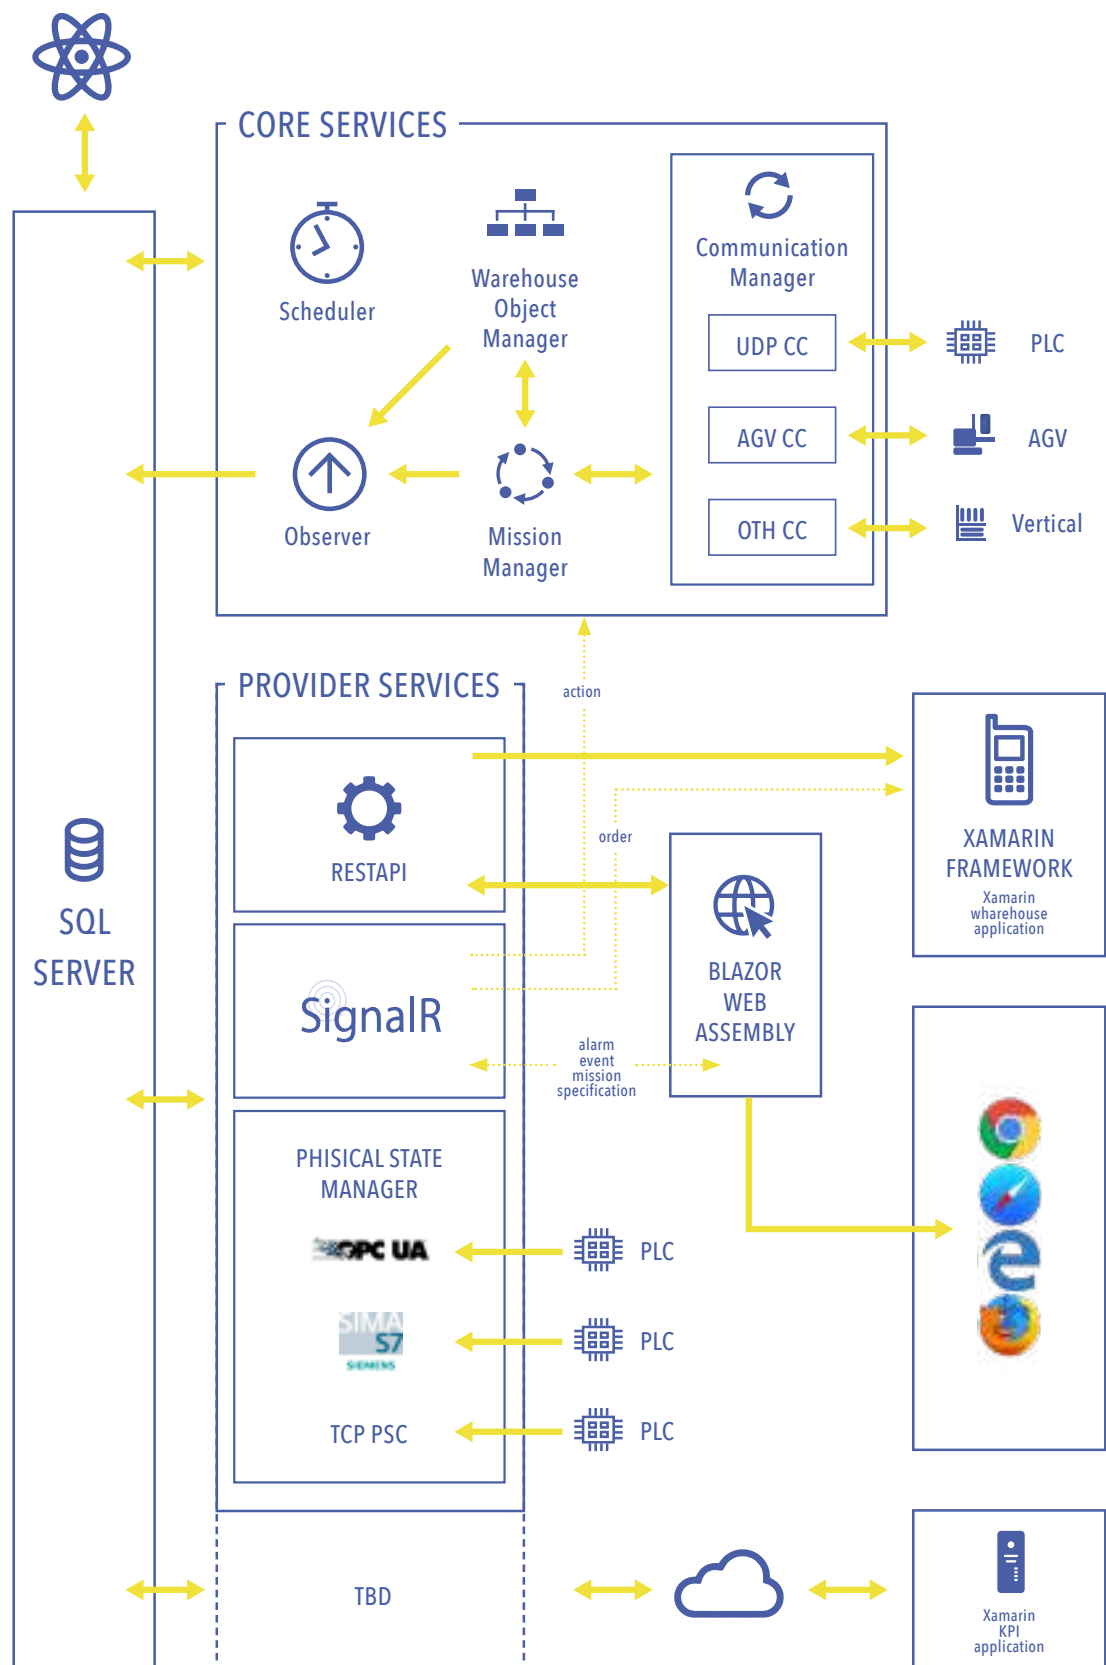 CORE SERVICES
Scheduler
Warehouse
Object
Manager
Communication
Manager
UDP CC
PLC
AGV CC
AGV
OTH CC
Vertical
Observer
Mission
Manager
PROVIDER SERVICES
action
RESTAPI
order
XAMARIN
FRAMEWORK
Xamarin
wharehouse
application
SQL
SERVER
SignalR
BLAZOR
WEB
ASSEMBLY
alarm
event
mission
specification
PHISICAL STATE
MANAGER
OPC UA
PLC
SIMA
S7
SIEMENS
PLC
TCP PSC
PLC
TBD
Xamarin
KPI
application